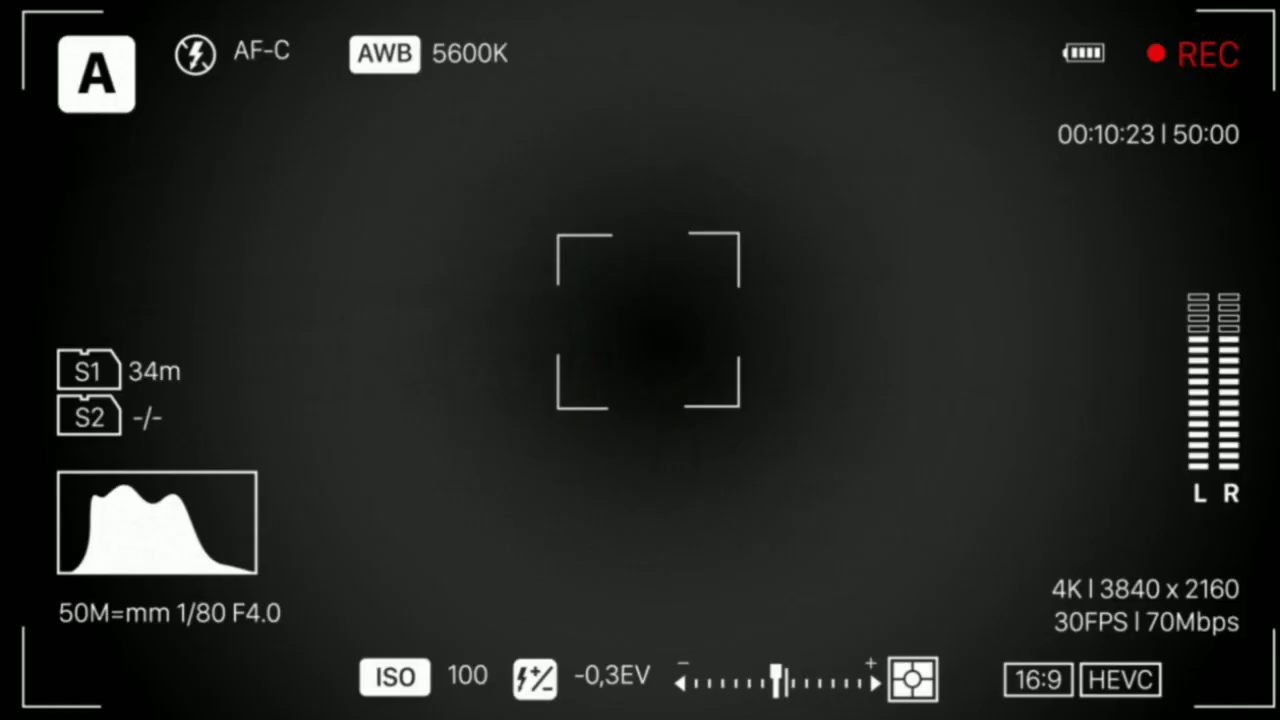 A
AF-C
AWB 5600K
REC
00:10:23 | 50:00
S1 34m
S2 -/-
L R
50M=mm 1/80 F4.0
4K | 3840 x 2160
30FPS | 70Mbps
ISO 100
-0,3EV
− +
16:9 HEVC